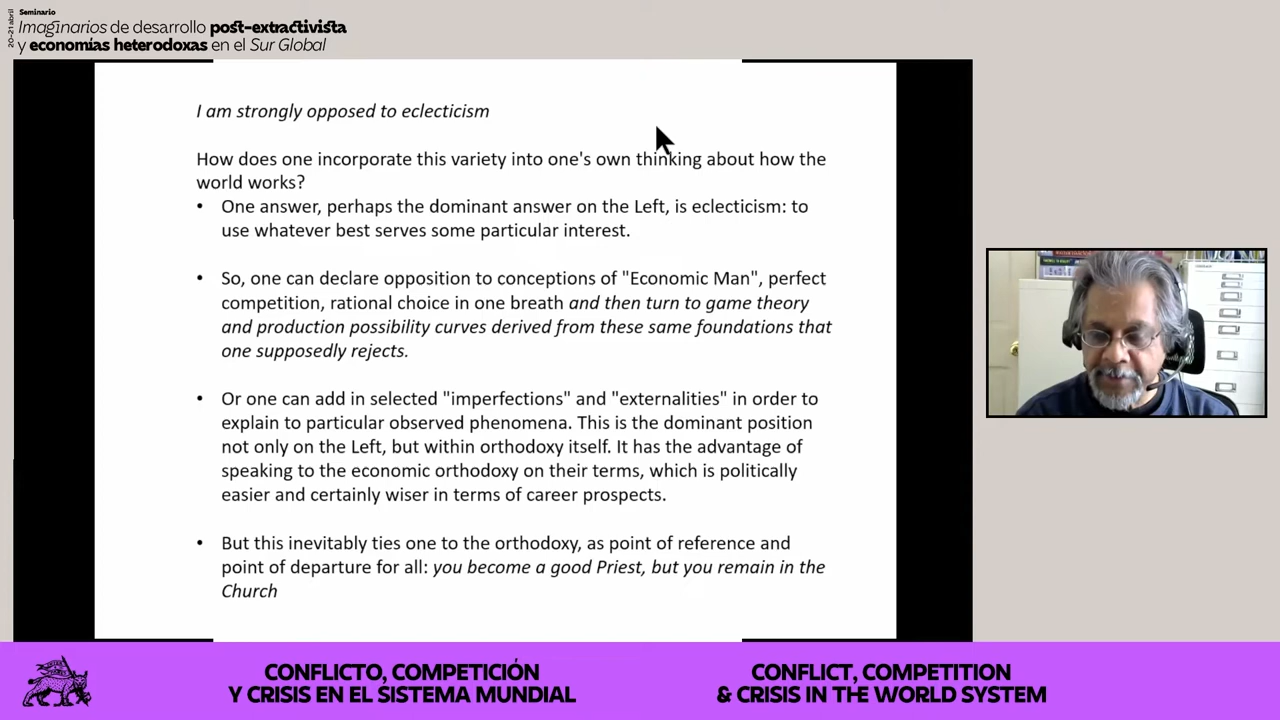 20-21 abril
Seminario
Imaginarios de desarrollo post-extractivista
y economías heterodoxas en el Sur Global
I am strongly opposed to eclecticism
How does one incorporate this variety into one's own thinking about how the
world works?
• One answer, perhaps the dominant answer on the Left, is eclecticism: to
use whatever best serves some particular interest.
• So, one can declare opposition to conceptions of "Economic Man", perfect
competition, rational choice in one breath and then turn to game theory
and production possibility curves derived from these same foundations that
one supposedly rejects.
• Or one can add in selected "imperfections" and "externalities" in order to
explain to particular observed phenomena. This is the dominant position
not only on the Left, but within orthodoxy itself. It has the advantage of
speaking to the economic orthodoxy on their terms, which is politically
easier and certainly wiser in terms of career prospects.
• But this inevitably ties one to the orthodoxy, as point of reference and
point of departure for all: you become a good Priest, but you remain in the
Church
CONFLICTO, COMPETICIÓN
Y CRISIS EN EL SISTEMA MUNDIAL
CONFLICT, COMPETITION
& CRISIS IN THE WORLD SYSTEM